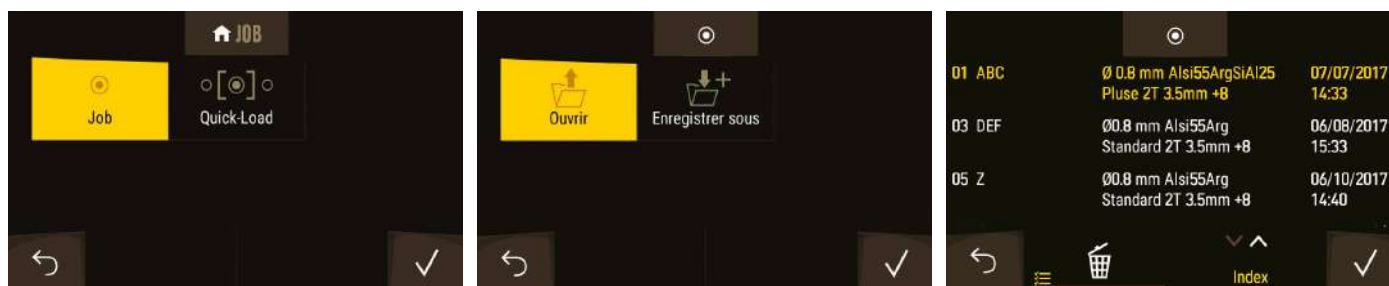 JOB
Job
Quick-Load
Ouvrir
Enregistrer sous
01 ABC Ø 0.8 mm Alsi55ArgSiAl25 07/07/2017
Pluse 2T 3.5mm +8 14:33
03 DEF Ø0.8 mm Alsi55Arg 06/08/2017
Standard 2T 3.5mm +8 15:33
05 Z Ø0.8 mm Alsi55Arg 06/10/2017
Standard 2T 3.5mm +8 14:40
Index